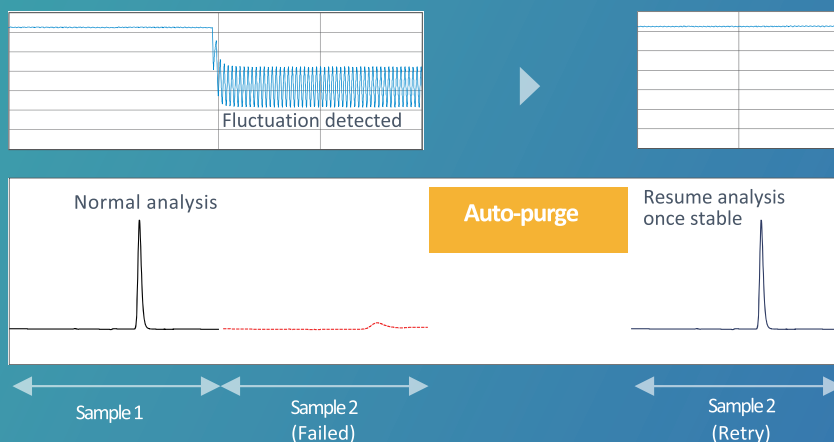 Fluctuation detected
Normal analysis
Auto-purge
Resume analysis
once stable
Sample 1
Sample 2
(Failed)
Sample 2
(Retry)